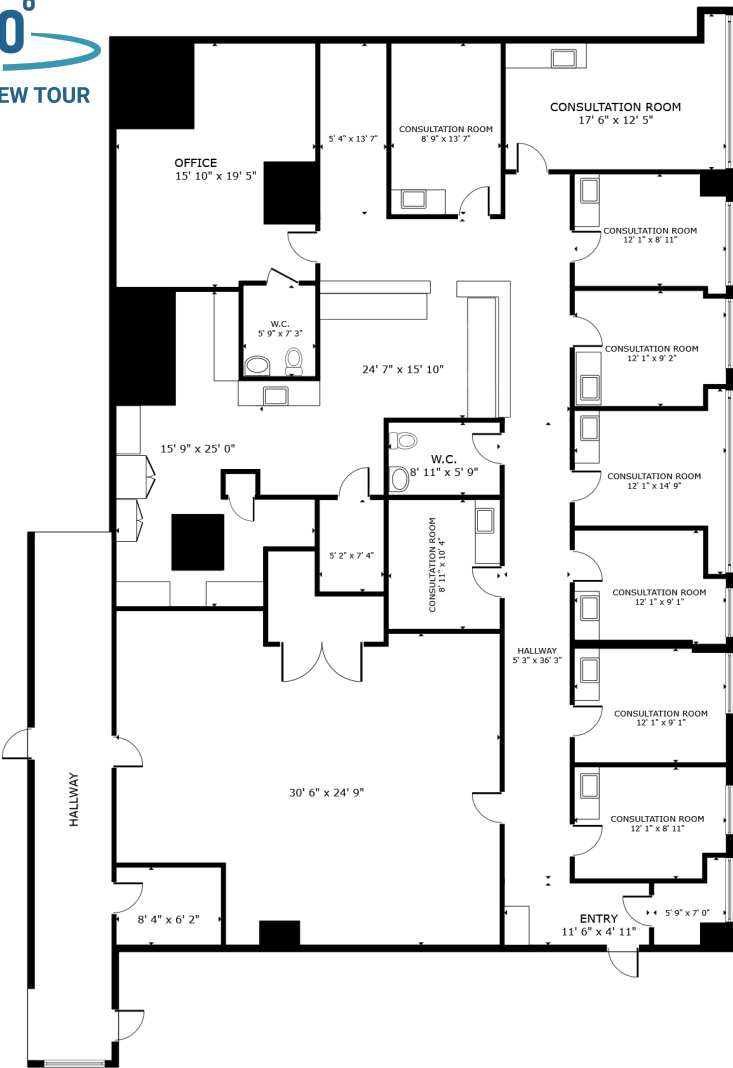 0°
EW TOUR
CONSULTATION ROOM
17' 6" x 12' 5"
CONSULTATION ROOM
8' 9" x 13' 7"
5' 4" x 13' 7"
OFFICE
15' 10" x 19' 5"
CONSULTATION ROOM
12' 1" x 8' 11"
W.C.
5' 9" x 7' 3"
CONSULTATION ROOM
12' 1" x 9' 2"
24' 7" x 15' 10"
15' 9" x 25' 0"
W.C.
8' 11" x 5' 9"
CONSULTATION ROOM
12' 1" x 14' 9"
5' 2" x 7' 4"
CONSULTATION ROOM
8' 11" x 10' 4"
CONSULTATION ROOM
12' 1" x 9' 1"
HALLWAY
5' 3" x 36' 3"
CONSULTATION ROOM
12' 1" x 9' 1"
HALLWAY
30' 6" x 24' 9"
CONSULTATION ROOM
12' 1" x 8' 11"
8' 4" x 6' 2"
ENTRY
11' 6" x 4' 11"
5' 9" x 7' 0"